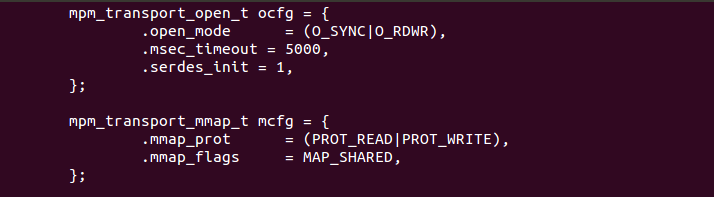 mpm_transport_open_t ocfg = {
        .open_mode      = (O_SYNC|O_RDWR),
        .msec_timeout = 5000,
        .serdes_init = 1,
};

mpm_transport_mmap_t mcfg = {
        .mmap_prot      = (PROT_READ|PROT_WRITE),
        .mmap_flags     = MAP_SHARED,
};